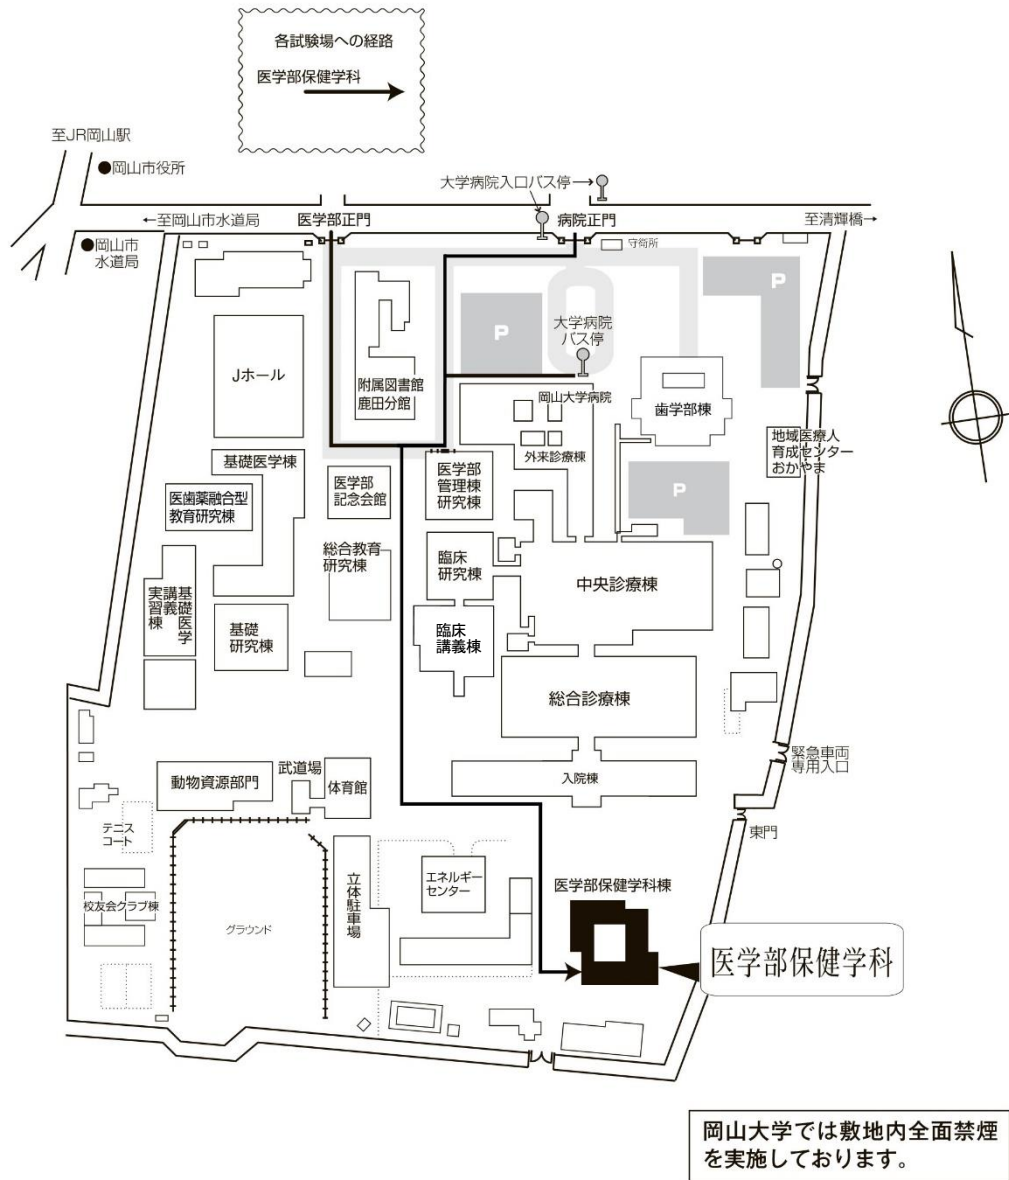 各試験場への経路
医学部保健学科
至JR岡山駅
●岡山市役所
大学病院入口バス停→
←至岡山市水道局
医学部正門
病院正門
至清輝橋→
●岡山市
水道局
守衛所
P
P
大学病院
バス停
Jホール
附属図書館
鹿田分館
岡山大学病院
歯学部棟
外来診療棟
地域医療人
育成センター
おかやま
基礎医学棟
医学部
記念会館
医学部
管理棟
研究棟
P
医歯薬融合型
教育研究棟
総合教育
研究棟
臨床
研究棟
中央診療棟
基礎医学
講義
実習棟
基礎
研究棟
臨床
講義棟
総合診療棟
緊急車両
専用入口
動物資源部門
武道場
体育館
入院棟
テニス
コート
東門
立体駐車場
エネルギー
センター
医学部保健学科棟
校友会クラブ棟
グラウンド
医学部保健学科
岡山大学では敷地内全面禁煙
を実施しております。